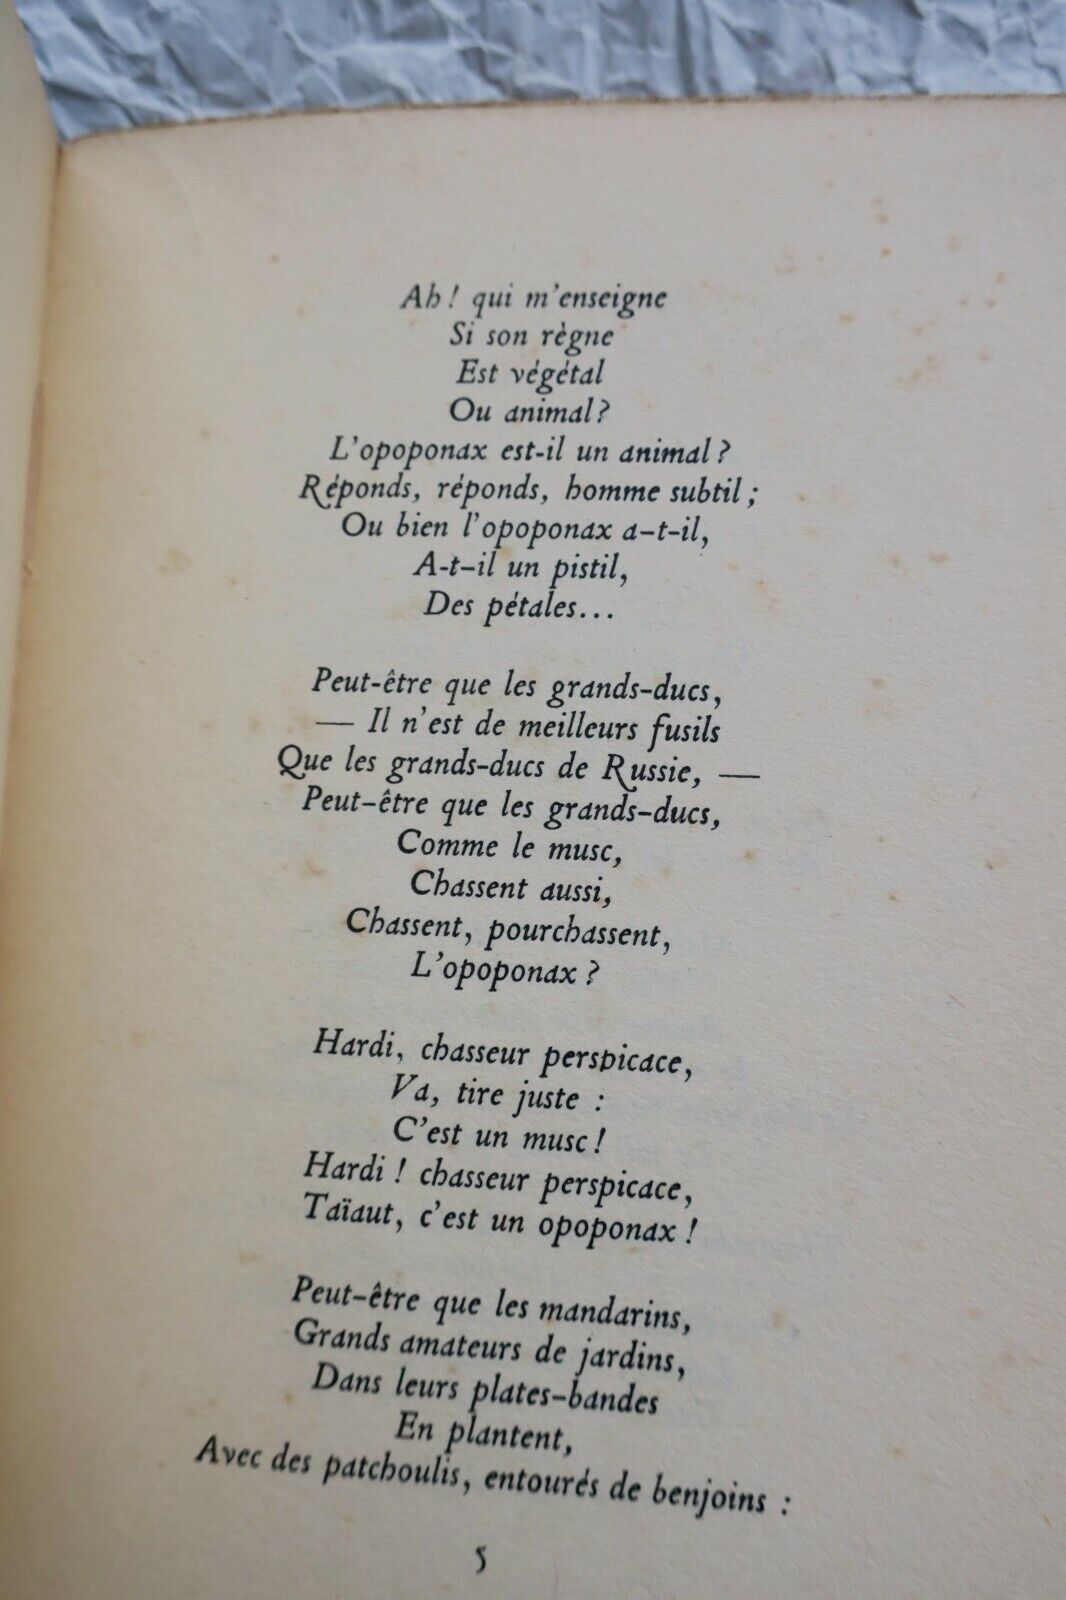 Ah ! qui m'enseigne
Si son règne
Est végétal
Ou animal ?
L'opoponax est-il un animal ?
Réponds, réponds, homme subtil ;
Ou bien l'opoponax a-t-il,
A-t-il un pistil,
Des pétales...
Peut-être que les grands-ducs,
— Il n'est de meilleurs fusils
Que les grands-ducs de Russie, —
Peut-être que les grands-ducs,
Comme le musc,
Chassent aussi,
Chassent, pourchassent,
L'opoponax ?
Hardi, chasseur perspicace,
Va, tire juste :
C'est un musc !
Hardi ! chasseur perspicace,
Taïaut, c'est un opoponax !
Peut-être que les mandarins,
Grands amateurs de jardins,
Dans leurs plates-bandes
En plantent,
Avec des patchoulis, entourés de benjoins :
5